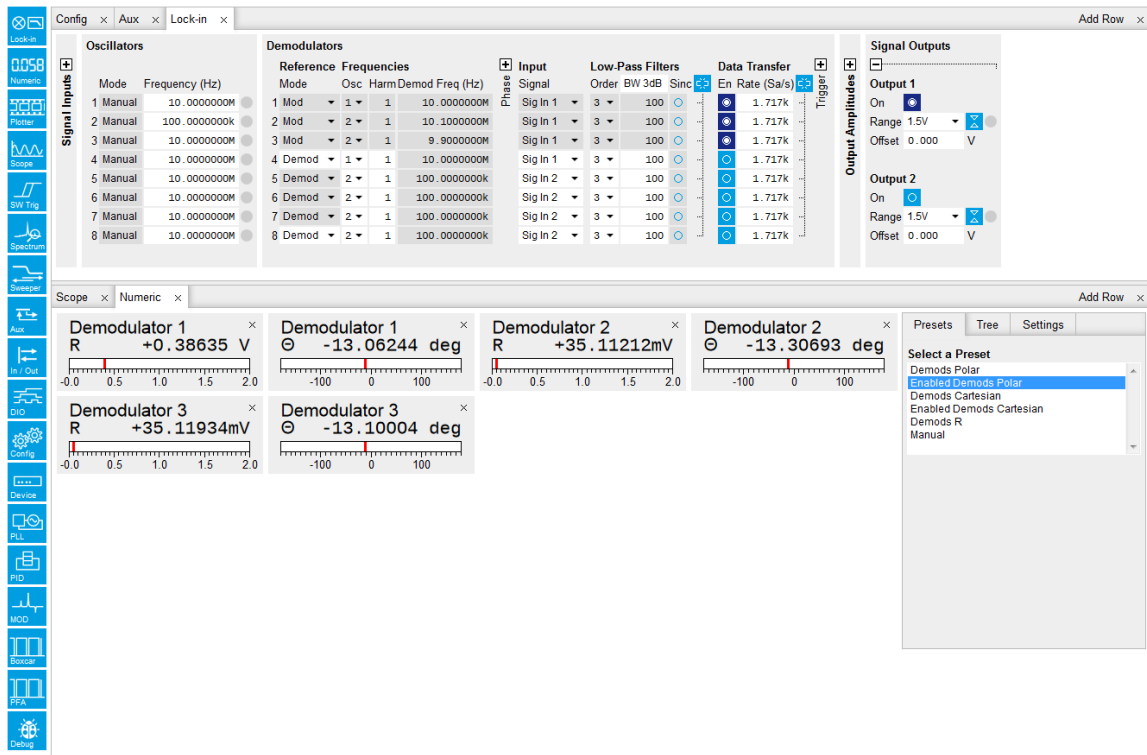 Lock-in
0.058
Numeric
Plotter
Scope
SW Trig
Spectrum
Sweeper
Aux
In / Out
DIO
Config
Device
PLL
PID
MOD
Boxcar
PFA
Debug
Config × Aux × Lock-in × Add Row ×
Signal Inputs
Oscillators
Mode Frequency (Hz)
1 Manual 10.0000000M
2 Manual 100.0000000k
3 Manual 10.0000000M
4 Manual 10.0000000M
5 Manual 10.0000000M
6 Manual 10.0000000M
7 Manual 10.0000000M
8 Manual 10.0000000M
Demodulators
Reference Frequencies Input Low-Pass Filters Data Transfer
Mode Osc Harm Demod Freq (Hz) Phase Signal Order BW 3dB Sinc En Rate (Sa/s) Trigger
1 Mod 1 1 10.0000000M Sig In 1 3 100 1.717k
2 Mod 2 1 10.1000000M Sig In 1 3 100 1.717k
3 Mod 2 1 9.9000000M Sig In 1 3 100 1.717k
4 Demod 1 1 10.0000000M Sig In 1 3 100 1.717k
5 Demod 2 1 100.0000000k Sig In 2 3 100 1.717k
6 Demod 2 1 100.0000000k Sig In 2 3 100 1.717k
7 Demod 2 1 100.0000000k Sig In 2 3 100 1.717k
8 Demod 2 1 100.0000000k Sig In 2 3 100 1.717k
Output Amplitudes
Signal Outputs
Output 1
On
Range 1.5V
Offset 0.000 V
Output 2
On
Range 1.5V
Offset 0.000 V
Scope × Numeric × Add Row ×
Demodulator 1 ×
R +0.38635 V
-0.0 0.5 1.0 1.5 2.0
Demodulator 1 ×
Θ -13.06244 deg
-100 0 100
Demodulator 2 ×
R +35.11212mV
-0.0 0.5 1.0 1.5 2.0
Demodulator 2 ×
Θ -13.30693 deg
-100 0 100
Demodulator 3 ×
R +35.11934mV
-0.0 0.5 1.0 1.5 2.0
Demodulator 3 ×
Θ -13.10004 deg
-100 0 100
Presets Tree Settings
Select a Preset
Demods Polar
Enabled Demods Polar
Demods Cartesian
Enabled Demods Cartesian
Demods R
Manual